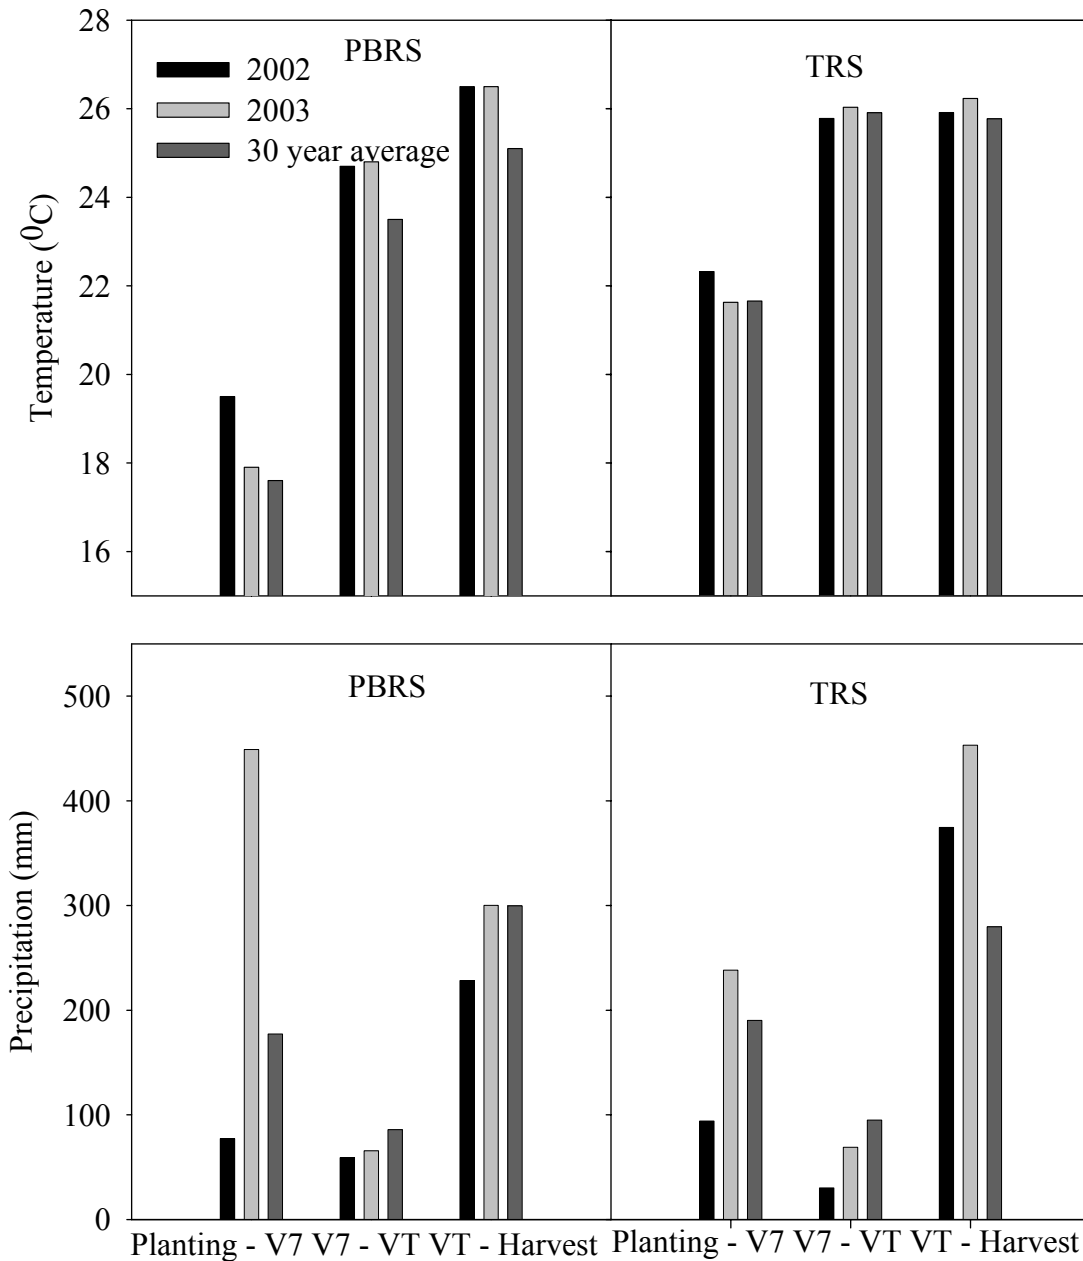 28
26
24
22
20
18
16
Temperature (⁰C)
PBRS
2002
2003
30 year average
TRS
500
400
300
200
100
0
Precipitation (mm)
PBRS
TRS
Planting - V7 V7 - VT VT - Harvest
Planting - V7 V7 - VT VT - Harvest